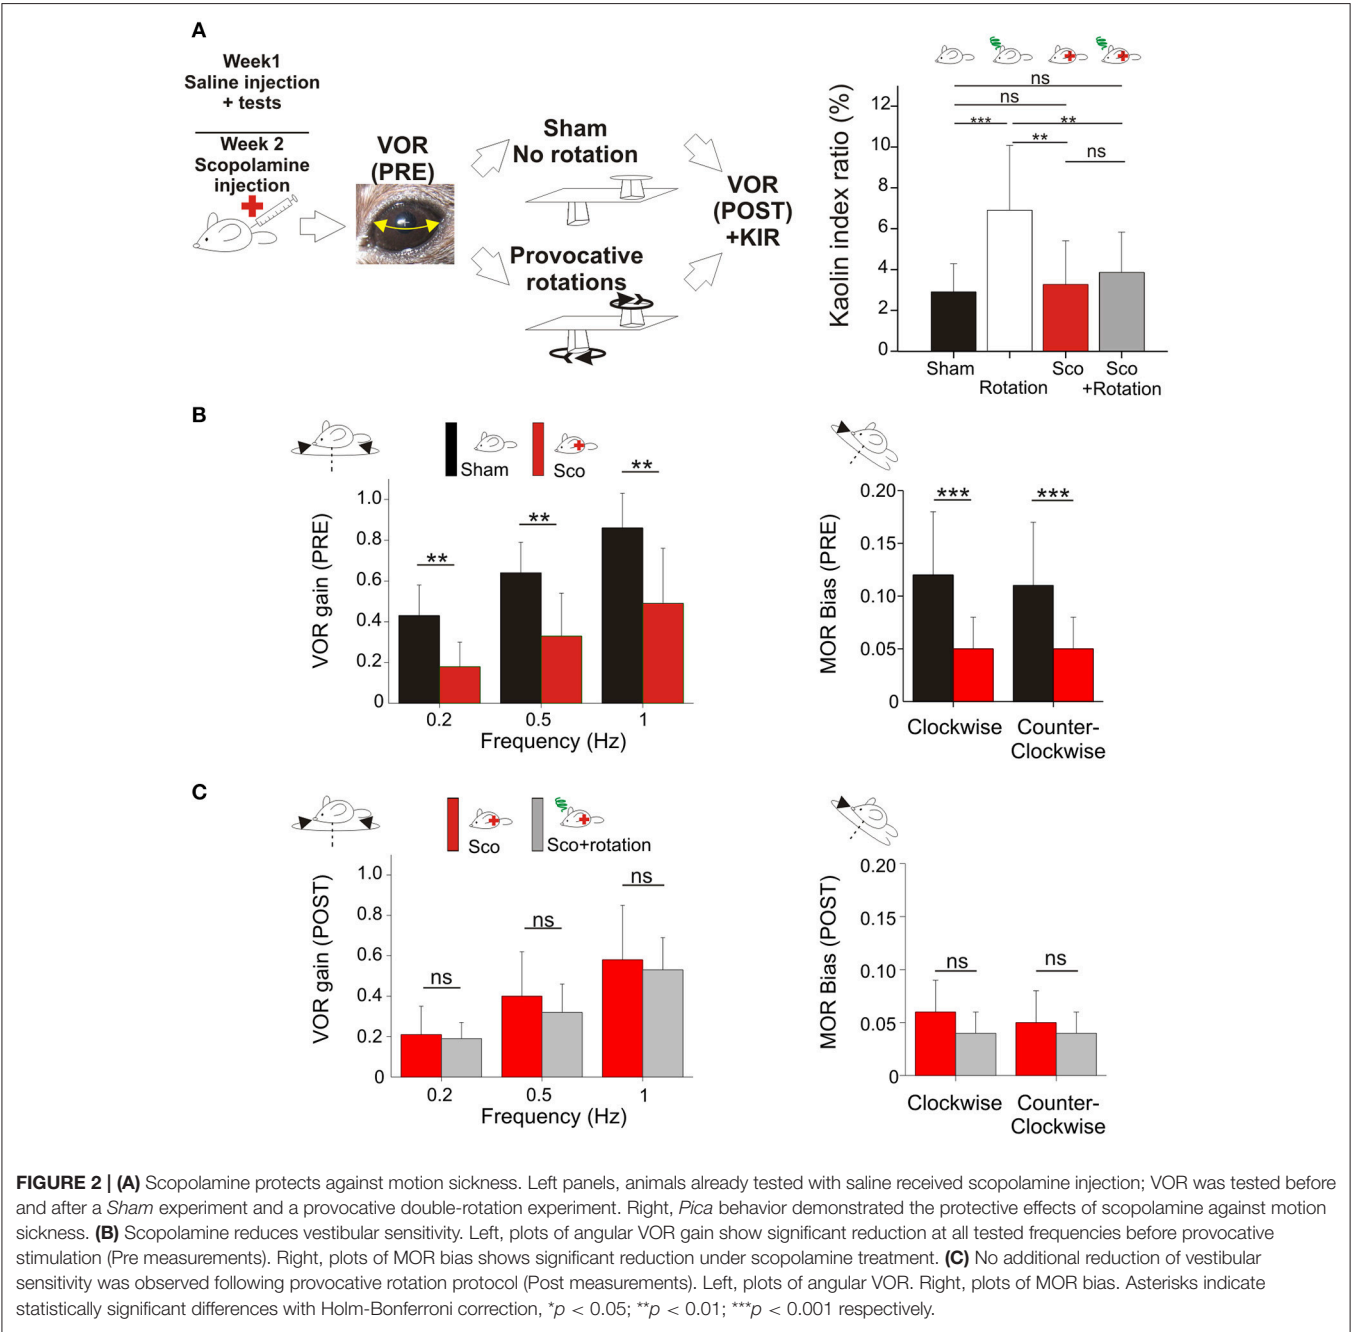 A
Week1
Saline injection
+ tests
Week 2
Scopolamine
injection
VOR
(PRE)
Sham
No rotation
Provocative
rotations
VOR
(POST)
+KIR
Kaolin index ratio (%)
12
10
8
6
4
2
0
ns
ns
***
**
**
ns
Sham
Rotation
Sco
Sco
+Rotation
B
Sham
Sco
VOR gain (PRE)
1.0
0.8
0.6
0.4
0.2
0
**
**
**
0.2
0.5
1
Frequency (Hz)
MOR Bias (PRE)
0.20
0.15
0.10
0.05
0
***
***
Clockwise
Counter-
Clockwise
C
Sco
Sco+rotation
VOR gain (POST)
1.0
0.8
0.6
0.4
0.2
0
ns
ns
ns
0.2
0.5
1
Frequency (Hz)
MOR Bias (POST)
0.20
0.15
0.10
0.05
0
ns
ns
Clockwise
Counter-
Clockwise
FIGURE 2 | (A) Scopolamine protects against motion sickness. Left panels, animals already tested with saline received scopolamine injection; VOR was tested before
and after a Sham experiment and a provocative double-rotation experiment. Right, Pica behavior demonstrated the protective effects of scopolamine against motion
sickness. (B) Scopolamine reduces vestibular sensitivity. Left, plots of angular VOR gain show significant reduction at all tested frequencies before provocative
stimulation (Pre measurements). Right, plots of MOR bias shows significant reduction under scopolamine treatment. (C) No additional reduction of vestibular
sensitivity was observed following provocative rotation protocol (Post measurements). Left, plots of angular VOR. Right, plots of MOR bias. Asterisks indicate
statistically significant differences with Holm-Bonferroni correction, *p < 0.05; **p < 0.01; ***p < 0.001 respectively.